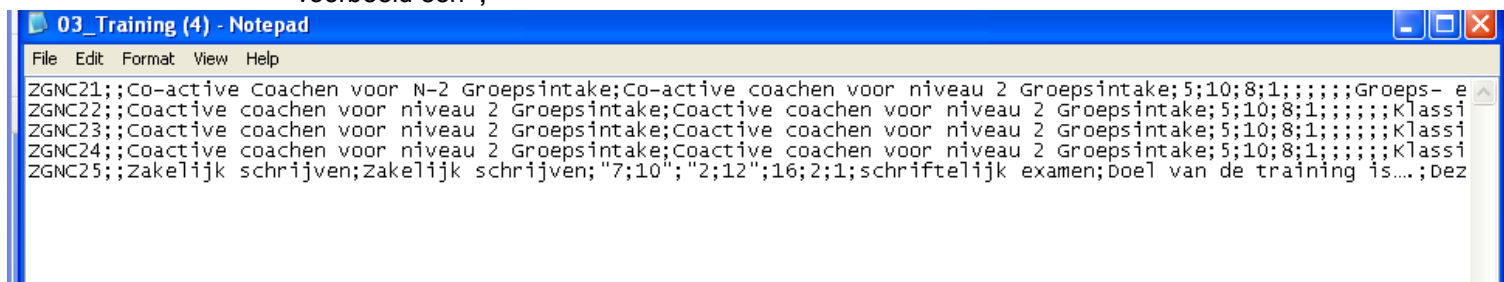 voorbeeld een ;
03_Training (4) - Notepad
File Edit Format View Help
ZGNC21;;Co-active Coachen voor N-2 Groepsintake;Co-active coachen voor niveau 2 Groepsintake;5;10;8;1;;;;;;Groeps- e
ZGNC22;;Coactive coachen voor niveau 2 Groepsintake;Coactive coachen voor niveau 2 Groepsintake;5;10;8;1;;;;;;Klassi
ZGNC23;;Coactive coachen voor niveau 2 Groepsintake;Coactive coachen voor niveau 2 Groepsintake;5;10;8;1;;;;;;Klassi
ZGNC24;;Coactive coachen voor niveau 2 Groepsintake;Coactive coachen voor niveau 2 Groepsintake;5;10;8;1;;;;;;Klassi
ZGNC25;;Zakelijk schrijven;Zakelijk schrijven;"7;10";"2;12";16;2;1;schriftelijk examen;Doel van de training is….;Dez